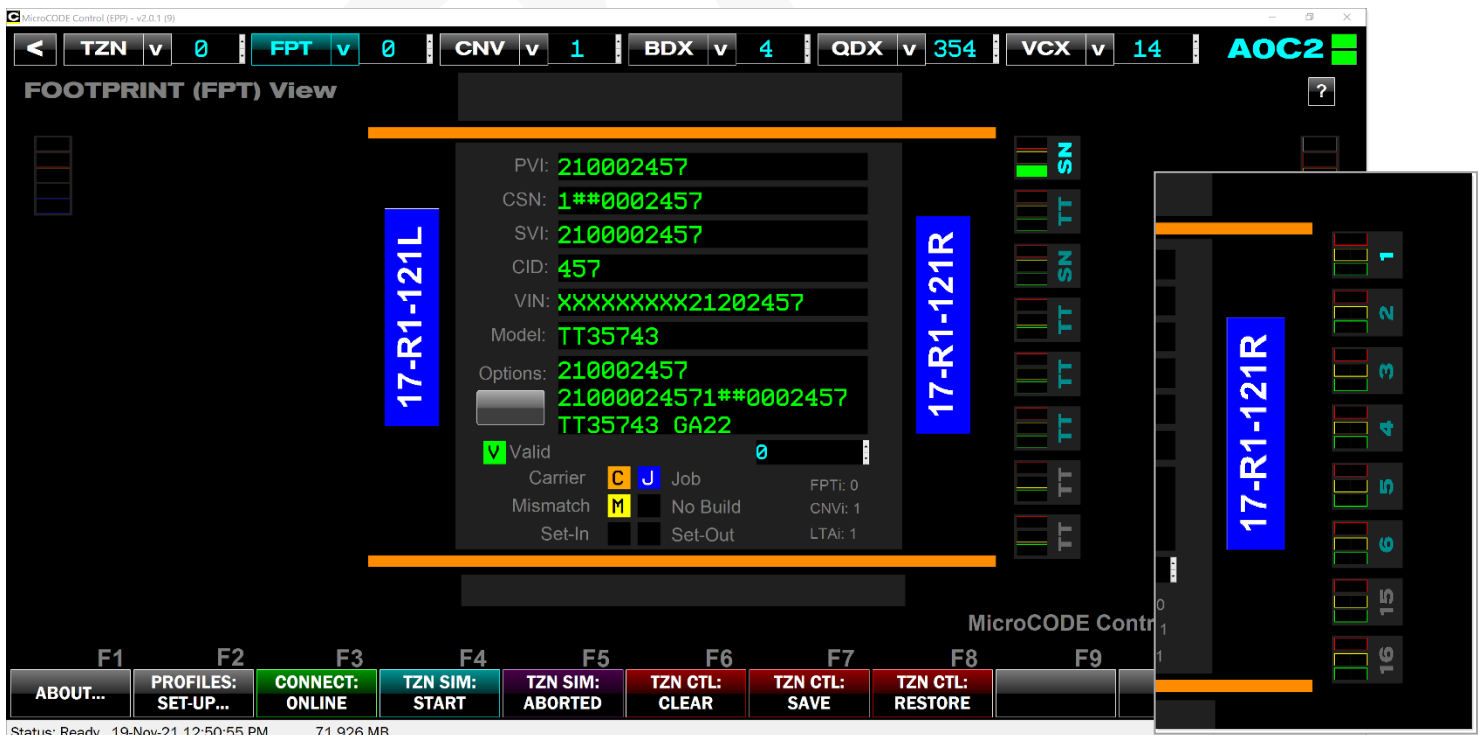 MicroCODE Control (EPP) - v2.0.1 (9)
< TZN v 0 FPT v 0 CNV v 1 BDX v 4 QDX v 354 VCX v 14 AOC2
FOOTPRINT (FPT) View
?
PVI: 210002457
CSN: 1##0002457
SVI: 2100002457
CID: 457
VIN: XXXXXXXXX21202457
Model: TT35743
Options: 210002457
21000024571##0002457
TT35743 GA22
V Valid 0
Carrier C J Job FPTi: 0
Mismatch M No Build CNVi: 1
Set-In Set-Out LTAi: 1
17-R1-121L
17-R1-121R
SN
TT
SN
TT
TT
TT
TT
TT
17-R1-121R
1
2
3
4
5
6
15
16
0
1
1
MicroCODE Contr
F1 F2 F3 F4 F5 F6 F7 F8 F9
ABOUT... PROFILES: CONNECT: TZN SIM: TZN SIM: TZN CTL: TZN CTL: TZN CTL:
SET-UP... ONLINE START ABORTED CLEAR SAVE RESTORE
Status: Ready 19-Nov-21 12:50:55 PM 71.926 MB